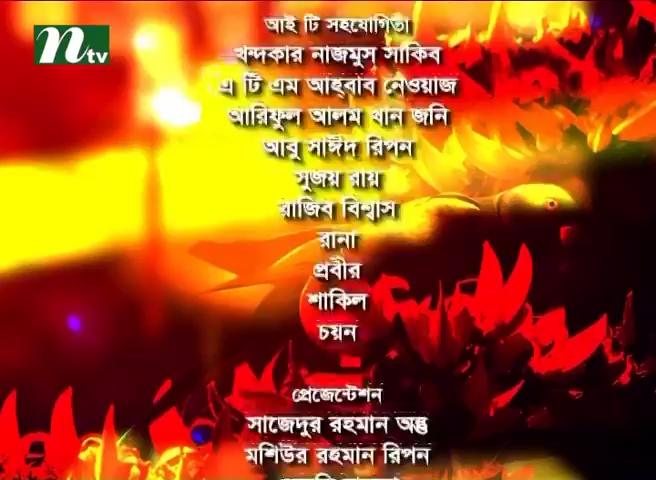 ntv
আই টি সহযোগিতা
খন্দকার নাজমুস সাকিব
এ টি এম আহ্‌বাব নেওয়াজ
আরিফুল আলম খান জনি
আবু সাঈদ রিপন
সুজয় রায়
রাজিব বিশ্বাস
রানা
প্রবীর
শাকিল
চয়ন
প্রেজেন্টেশন
সাজেদুর রহমান অন্তু
মশিউর রহমান রিপন